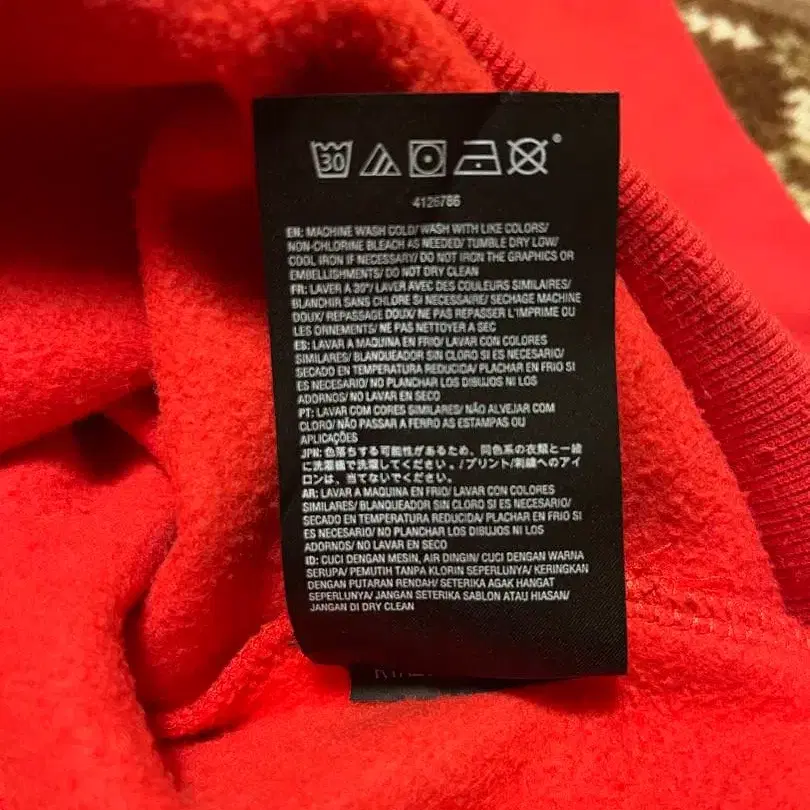 30
4126786
EN: MACHINE WASH COLD/ WASH WITH LIKE COLORS/
NON-CHLORINE BLEACH AS NEEDED/ TUMBLE DRY LOW/
COOL IRON IF NECESSARY/ DO NOT IRON THE GRAPHICS OR
EMBELLISHMENTS/ DO NOT DRY CLEAN
FR: LAVER A 30°/ LAVER AVEC DES COULEURS SIMILAIRES/
BLANCHIR SANS CHLORE SI NECESSAIRE/ SECHAGE MACHINE
DOUX/ REPASSAGE DOUX/ NE PAS REPASSER L'IMPRIME OU
LES ORNEMENTS/ NE PAS NETTOYER A SEC
ES: LAVAR A MAQUINA EN FRIO/ LAVAR CON COLORES
SIMILARES/ BLANQUEADOR SIN CLORO SI ES NECESARIO/
SECADO EN TEMPERATURA REDUCIDA/ PLACHAR EN FRIO SI
ES NECESARIO/ NO PLANCHAR LOS DIBUJOS NI LOS
ADORNOS/ NO LAVAR EN SECO
PT: LAVAR COM CORES SIMILARES/ NÃO ALVEJAR COM
CLORO/ NÃO PASSAR A FERRO AS ESTAMPAS OU
APLICAÇÕES
JPN:色落ちする可能性があるため、同色系の衣類と一緒
に洗濯機で洗濯してください。/プリント/刺繍へのアイ
ロンは、当てないでください。
AR: LAVAR A MAQUINA EN FRIO/ LAVAR CON COLORES
SIMILARES/ BLANQUEADOR SIN CLORO SI ES NECESARIO/
SECADO EN TEMPERATURA REDUCIDA/ PLACHAR EN FRIO SI
ES NECESARIO/ NO PLANCHAR LOS DIBUJOS NI LOS
ADORNOS/ NO LAVAR EN SECO
ID: CUCI DENGAN MESIN, AIR DINGIN/ CUCI DENGAN WARNA
SERUPA/ PEMUTIH TANPA KLORIN SEPERLUNYA/ KERINGKAN
DENGAN PUTARAN RENDAH/ SETERIKA AGAK HANGAT
SEPERLUNYA/ JANGAN SETERIKA SABLON ATAU HIASAN/
JANGAN DI DRY CLEAN